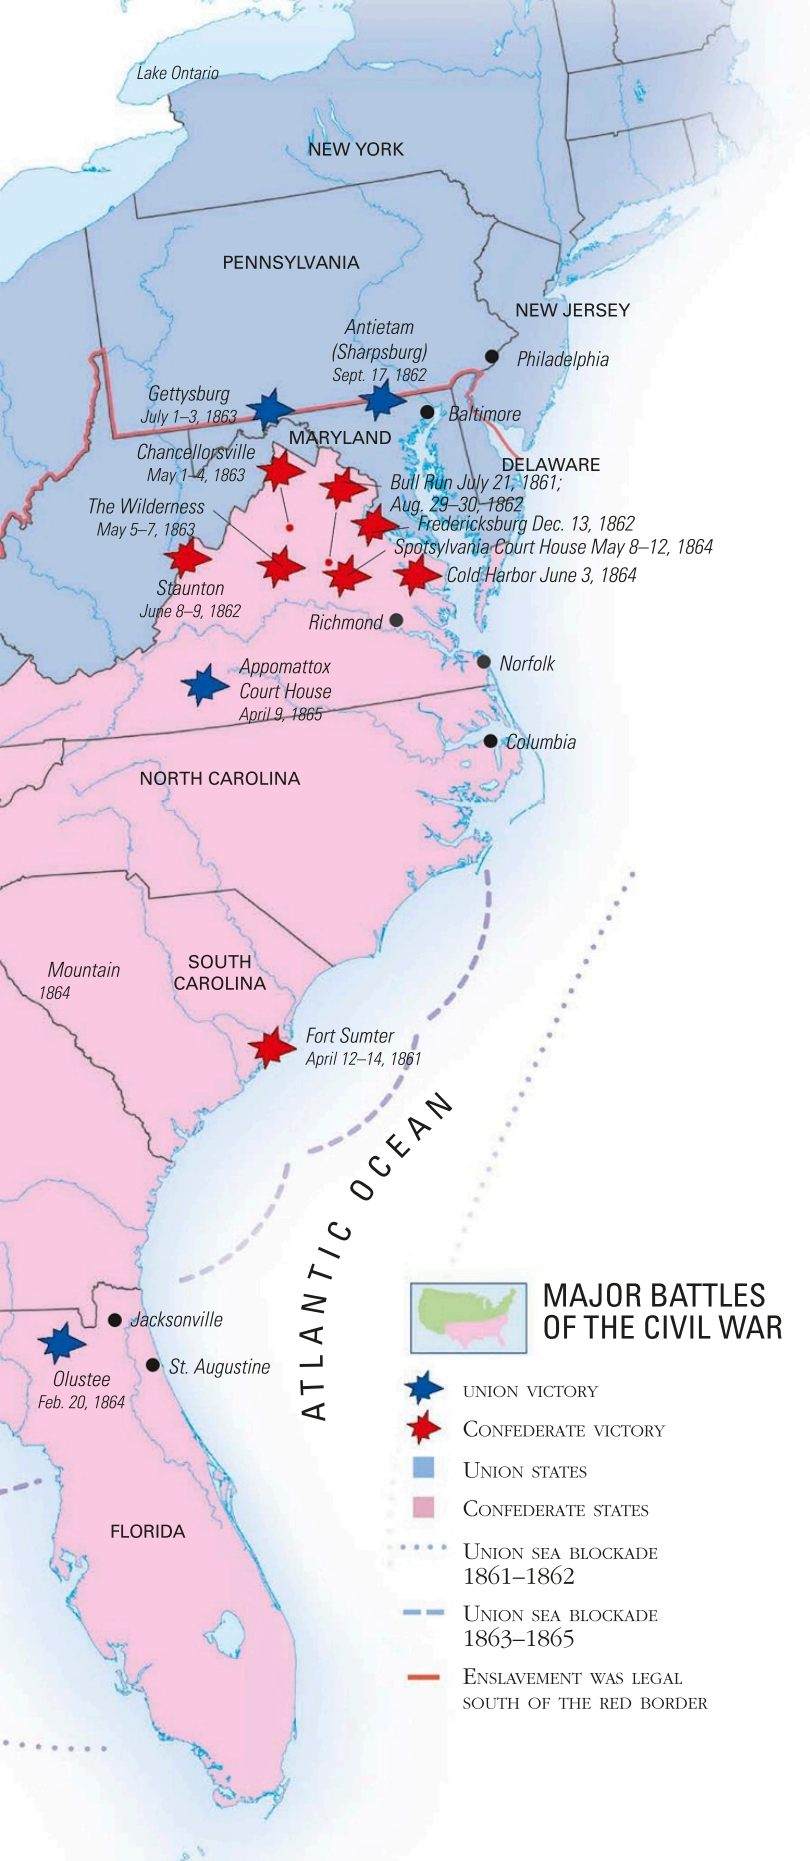 Lake Ontario
NEW YORK
PENNSYLVANIA
NEW JERSEY
Antietam
(Sharpsburg)
Sept. 17, 1862
Philadelphia
Gettysburg
July 1–3, 1863
Baltimore
MARYLAND
Chancellorsville
May 1–4, 1863
DELAWARE
Bull Run July 21, 1861;
Aug. 29–30, 1862
The Wilderness
May 5–7, 1863
Fredericksburg Dec. 13, 1862
Spotsylvania Court House May 8–12, 1864
Cold Harbor June 3, 1864
Staunton
June 8–9, 1862
Richmond
Norfolk
Appomattox
Court House
April 9, 1865
Columbia
NORTH CAROLINA
Mountain
1864
SOUTH
CAROLINA
Fort Sumter
April 12–14, 1861
ATLANTIC OCEAN
Jacksonville
St. Augustine
Olustee
Feb. 20, 1864
FLORIDA
MAJOR BATTLES
OF THE CIVIL WAR
UNION VICTORY
CONFEDERATE VICTORY
UNION STATES
CONFEDERATE STATES
UNION SEA BLOCKADE
1861–1862
UNION SEA BLOCKADE
1863–1865
ENSLAVEMENT WAS LEGAL
SOUTH OF THE RED BORDER